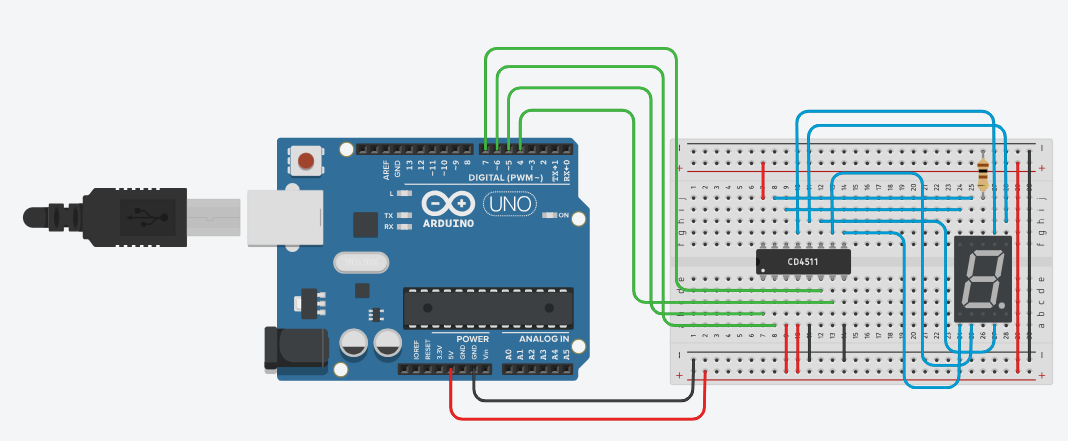 AREF
GND
13
12
~11
~10
~9
8
7
~6
~5
4
~3
2
TX→1
RX←0
DIGITAL (PWM~)
L
TX
RX
ARDUINO
UNO
ON
IOREF
RESET
3.3V
5V
GND
GND
Vin
POWER
ANALOG IN
A0
A1
A2
A3
A4
A5
CD4511